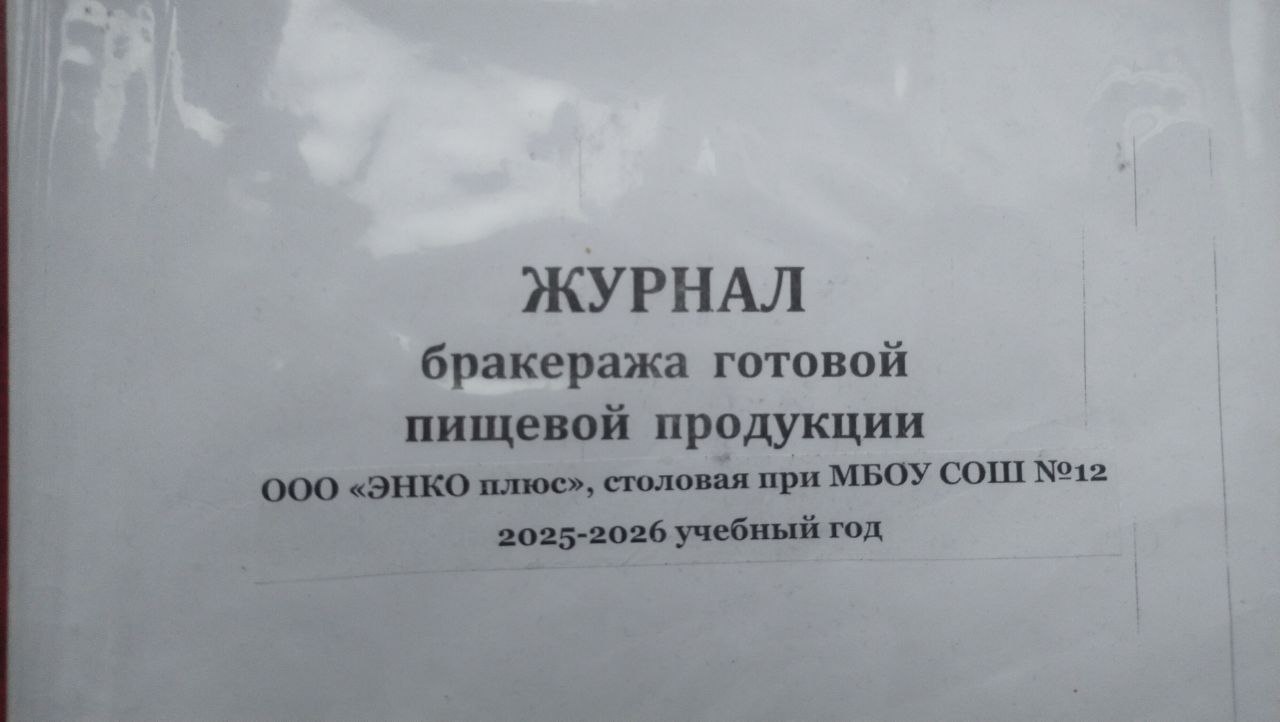 ЖУРНАЛ
бракеража готовой
пищевой продукции
ООО «ЭНКО плюс», столовая при МБОУ СОШ №12
2025-2026 учебный год